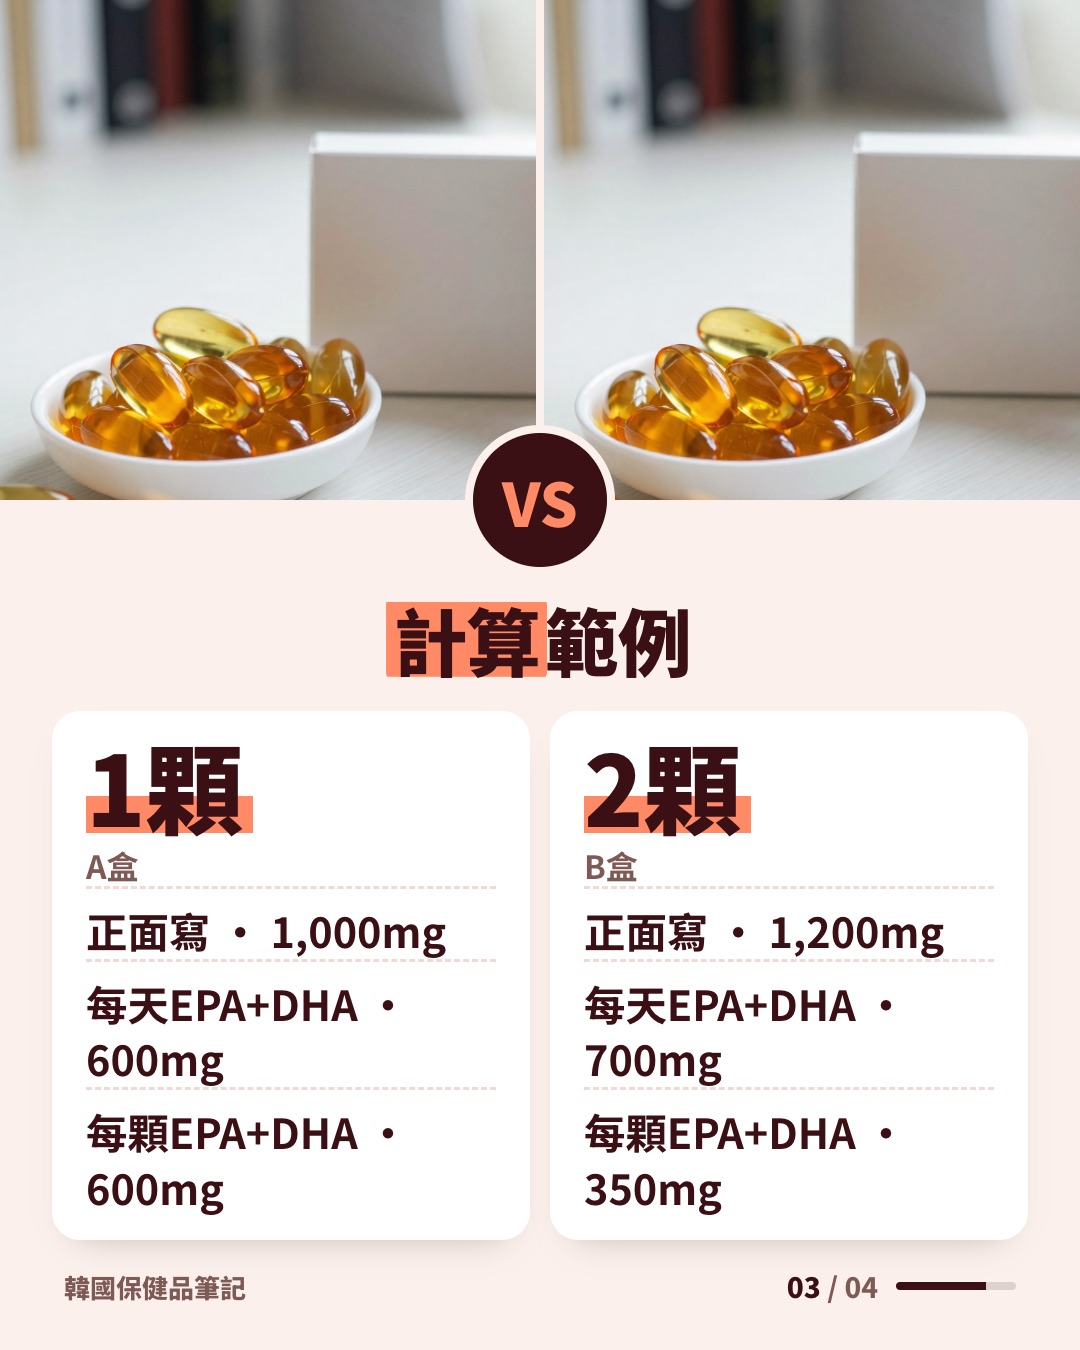 VS
計算範例
1顆
A盒
正面寫 · 1,000mg
每天EPA+DHA ·
600mg
每顆EPA+DHA ·
600mg
2顆
B盒
正面寫 · 1,200mg
每天EPA+DHA ·
700mg
每顆EPA+DHA ·
350mg
韓國保健品筆記
03 / 04